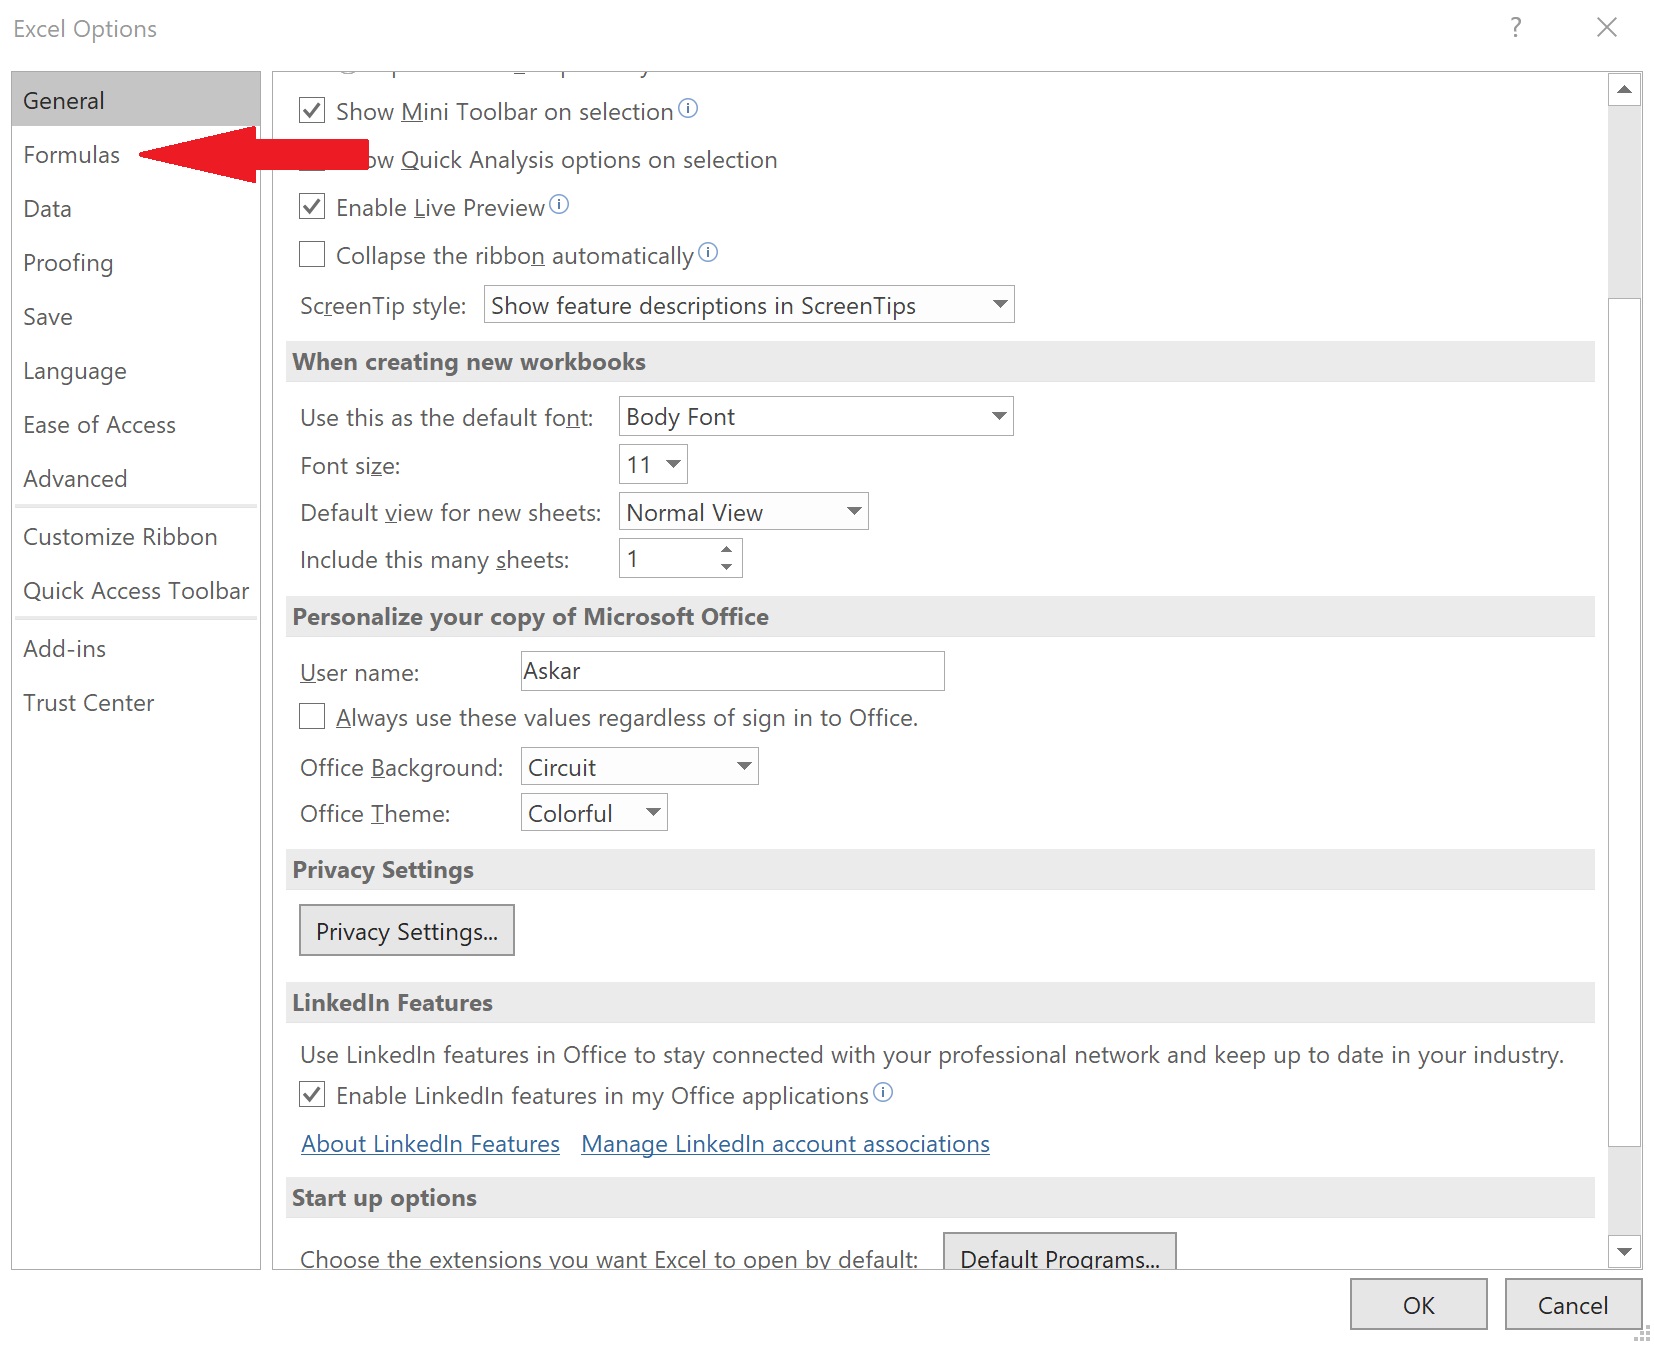 Excel Options
?
General
Formulas
Data
Proofing
Save
Language
Ease of Access
Advanced
Customize Ribbon
Quick Access Toolbar
Add-ins
Trust Center
Show Mini Toolbar on selection
Quick Analysis options on selection
Enable Live Preview
Collapse the ribbon automatically
ScreenTip style: Show feature descriptions in ScreenTips
When creating new workbooks
Use this as the default font: Body Font
Font size: 11
Default view for new sheets: Normal View
Include this many sheets: 1
Personalize your copy of Microsoft Office
User name: Askar
Always use these values regardless of sign in to Office.
Office Background: Circuit
Office Theme: Colorful
Privacy Settings
Privacy Settings...
LinkedIn Features
Use LinkedIn features in Office to stay connected with your professional network and keep up to date in your industry.
Enable LinkedIn features in my Office applications
About LinkedIn Features Manage LinkedIn account associations
Start up options
Choose the extensions you want Excel to open by default: Default Programs...
OK Cancel